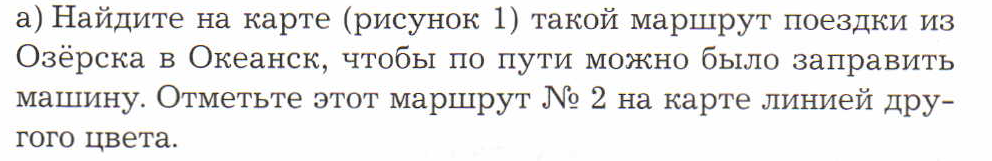 а) Найдите на карте (рисунок 1) такой маршрут поездки из
Озёрска в Океанск, чтобы по пути можно было заправить
машину. Отметьте этот маршрут № 2 на карте линией дру-
гого цвета.